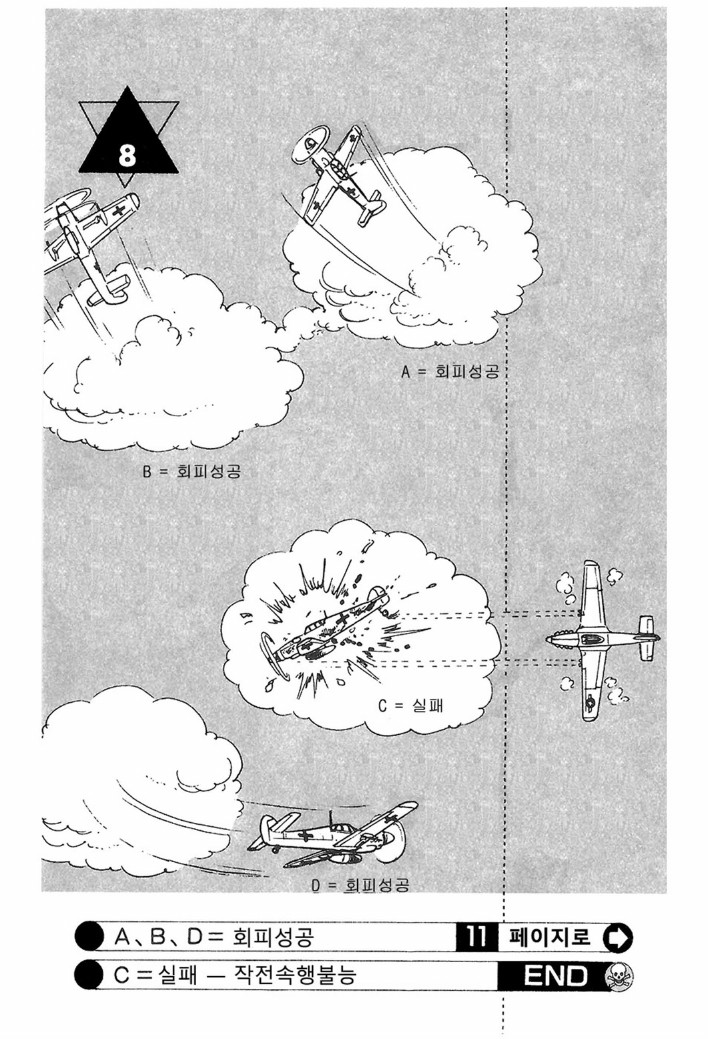 8
A = 회피성공
B = 회피성공
C = 실패
D = 회피성공
A、B、D = 회피성공 11 페이지로
C = 실패 — 작전속행불능 END